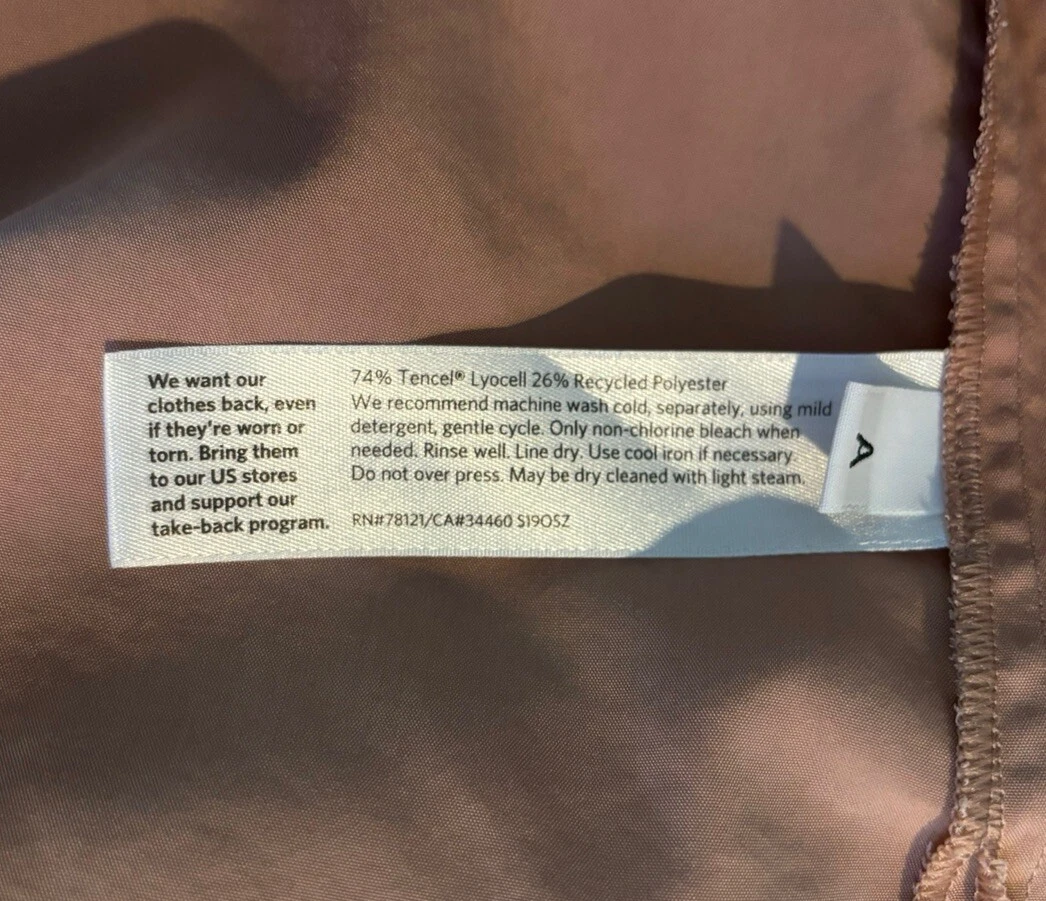 We want our
clothes back, even
if they're worn or
torn. Bring them
to our US stores
and support our
take-back program.
74% Tencel® Lyocell 26% Recycled Polyester
We recommend machine wash cold, separately, using mild
detergent, gentle cycle. Only non-chlorine bleach when
needed. Rinse well. Line dry. Use cool iron if necessary
Do not over press. May be dry cleaned with light steam.
RN#78121/CA#34460 S19OSZ
A